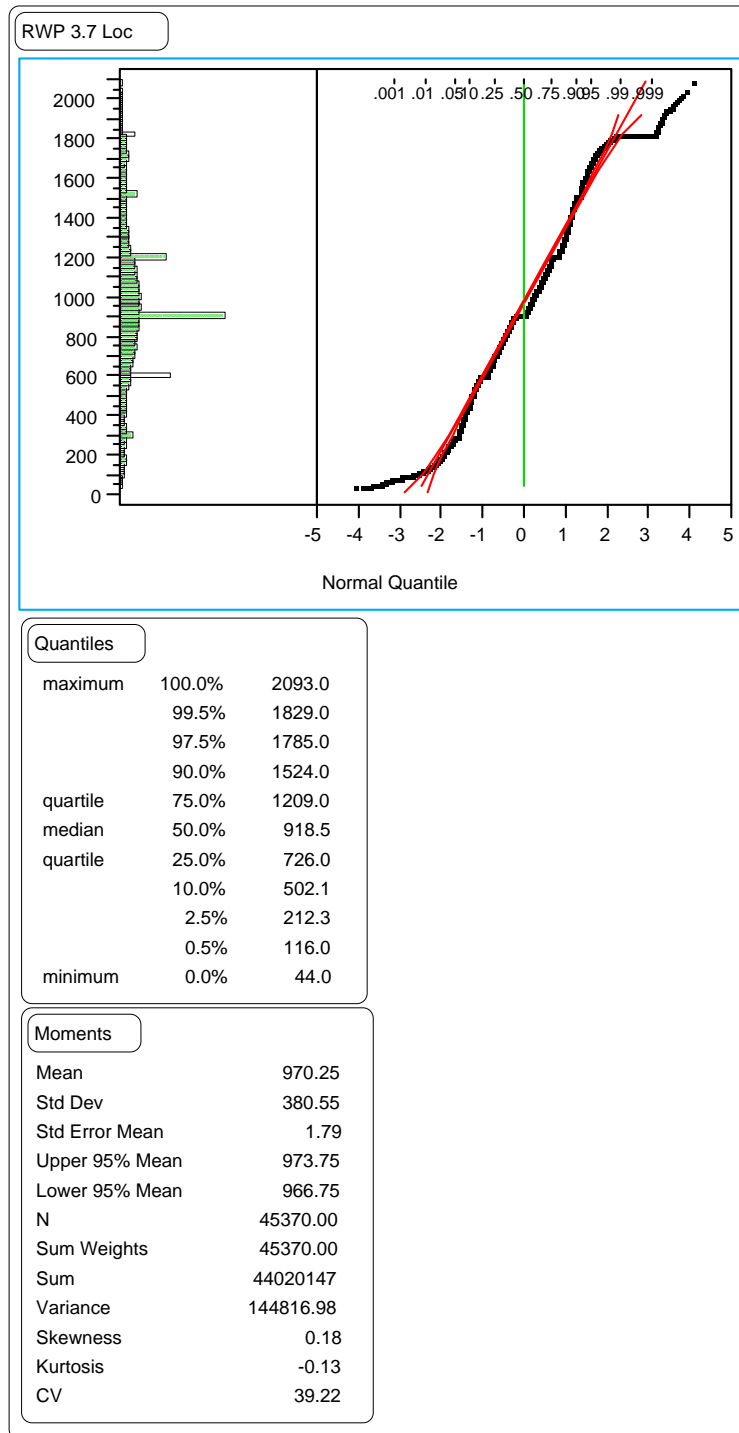 RWP 3.7 Loc
.001 .01 .05 .10 .25 .50 .75 .90 .95 .99 .999
2000
1800
1600
1400
1200
1000
800
600
400
200
0
-5 -4 -3 -2 -1 0 1 2 3 4 5
Normal Quantile
Quantiles
maximum 100.0% 2093.0
99.5% 1829.0
97.5% 1785.0
90.0% 1524.0
quartile 75.0% 1209.0
median 50.0% 918.5
quartile 25.0% 726.0
10.0% 502.1
2.5% 212.3
0.5% 116.0
minimum 0.0% 44.0
Moments
Mean 970.25
Std Dev 380.55
Std Error Mean 1.79
Upper 95% Mean 973.75
Lower 95% Mean 966.75
N 45370.00
Sum Weights 45370.00
Sum 44020147
Variance 144816.98
Skewness 0.18
Kurtosis -0.13
CV 39.22